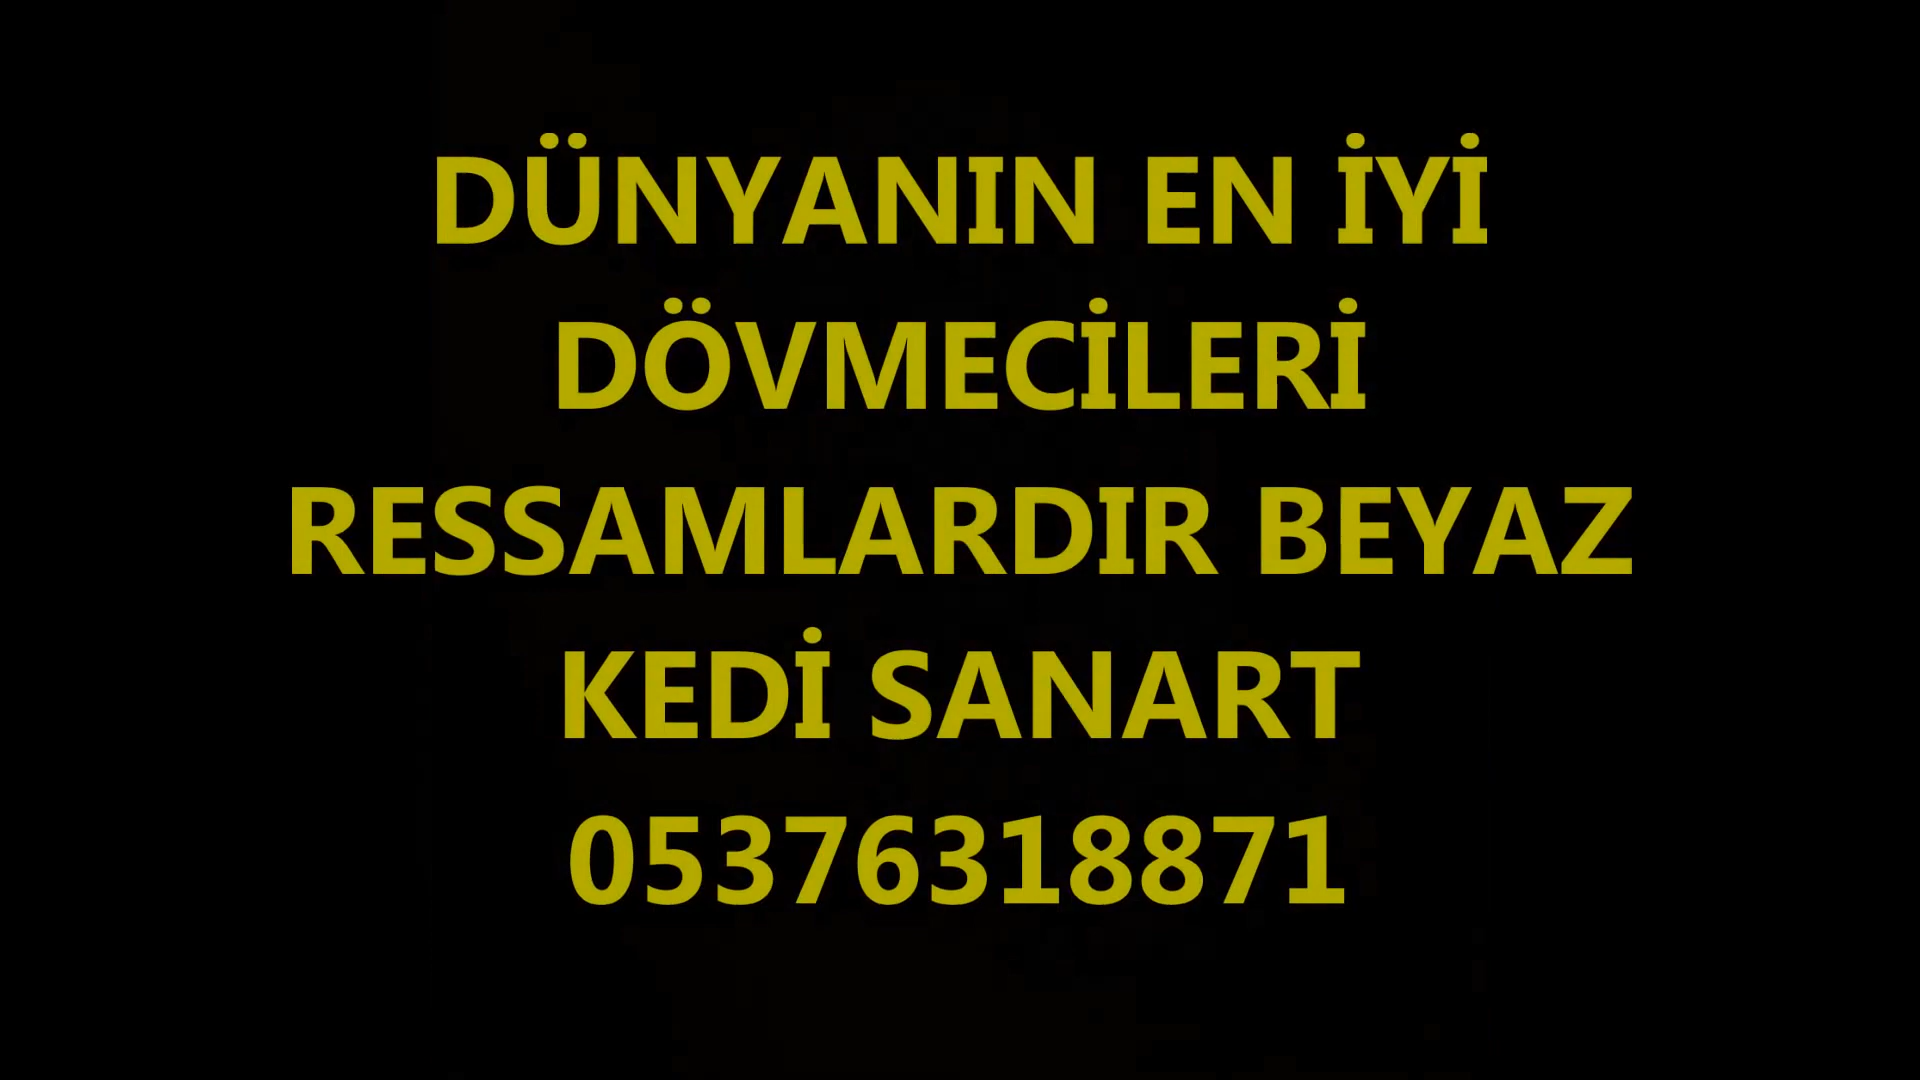 DÜNYANIN EN İYİ
DÖVMECİLERİ
RESSAMLARDIR BEYAZ
KEDİ SANART
05376318871